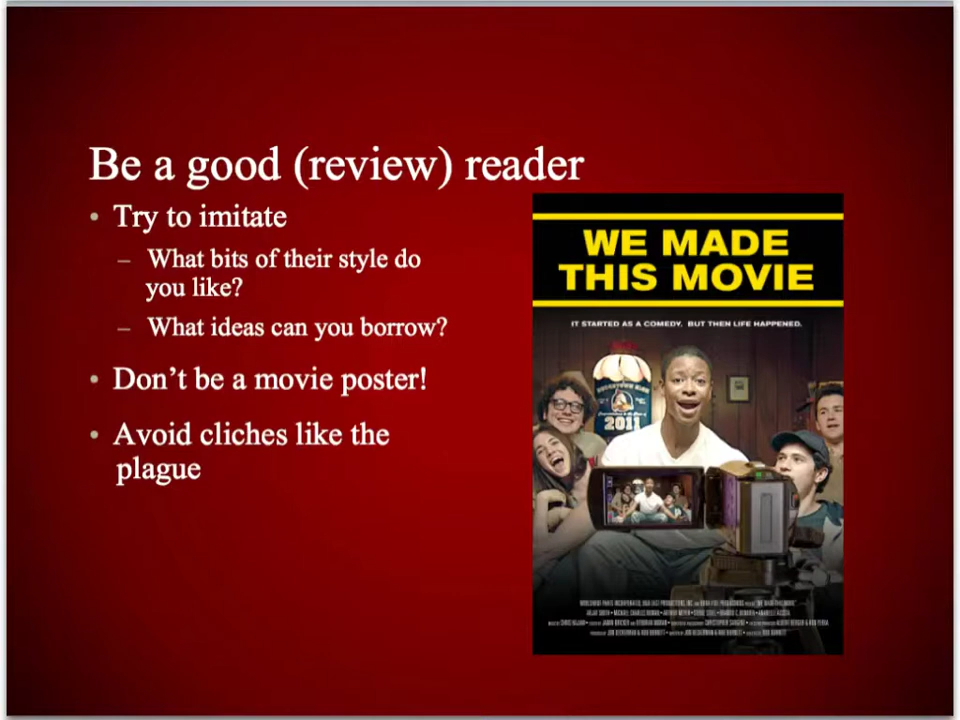 Be a good (review) reader
• Try to imitate
– What bits of their style do
you like?
– What ideas can you borrow?
• Don't be a movie poster!
• Avoid cliches like the
plague
WE MADE
THIS MOVIE
IT STARTED AS A COMEDY. BUT THEN LIFE HAPPENED.
2011